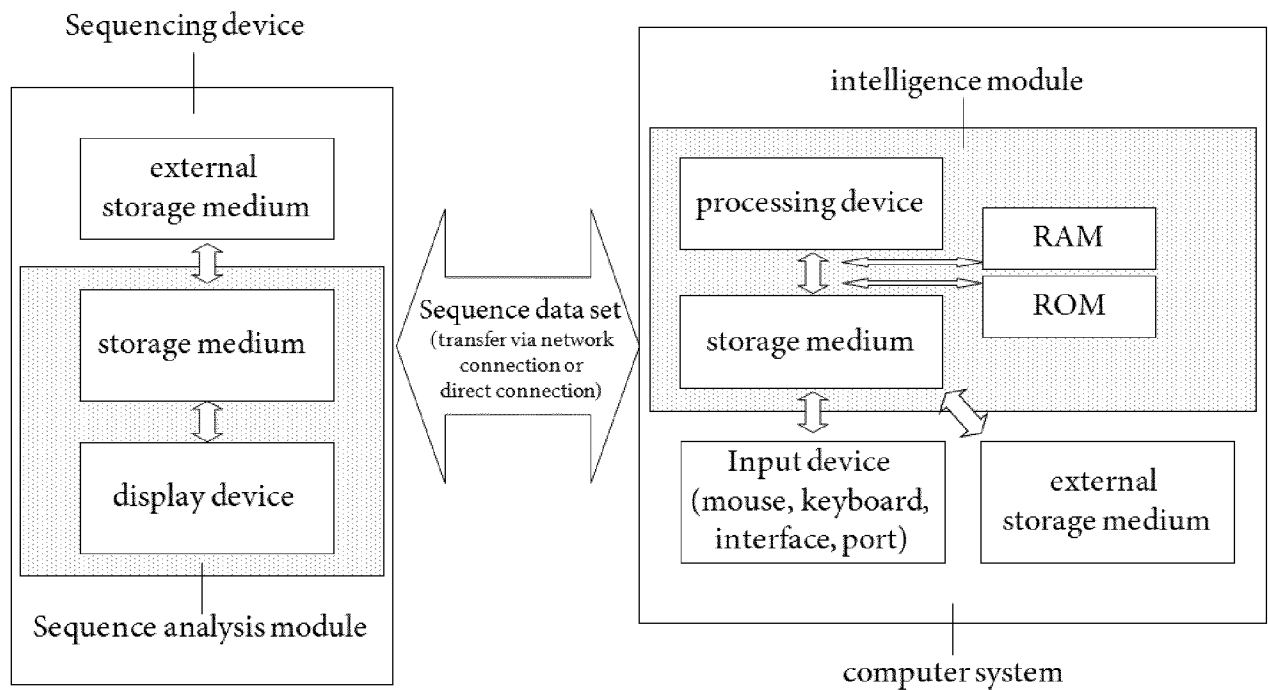 Sequencing device
external
storage medium
storage medium
display device
Sequence analysis module
Sequence data set
(transfer via network
connection or
direct connection)
intelligence module
processing device
RAM
ROM
storage medium
Input device
(mouse, keyboard,
interface, port)
external
storage medium
computer system